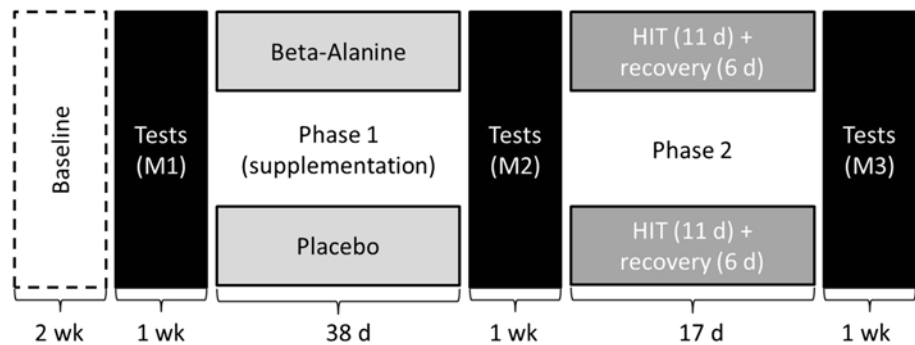 Baseline
Tests
(M1)
Beta-Alanine
Phase 1
(supplementation)
Placebo
Tests
(M2)
HIT (11 d) +
recovery (6 d)
Phase 2
HIT (11 d) +
recovery (6 d)
Tests
(M3)
2 wk
1 wk
38 d
1 wk
17 d
1 wk